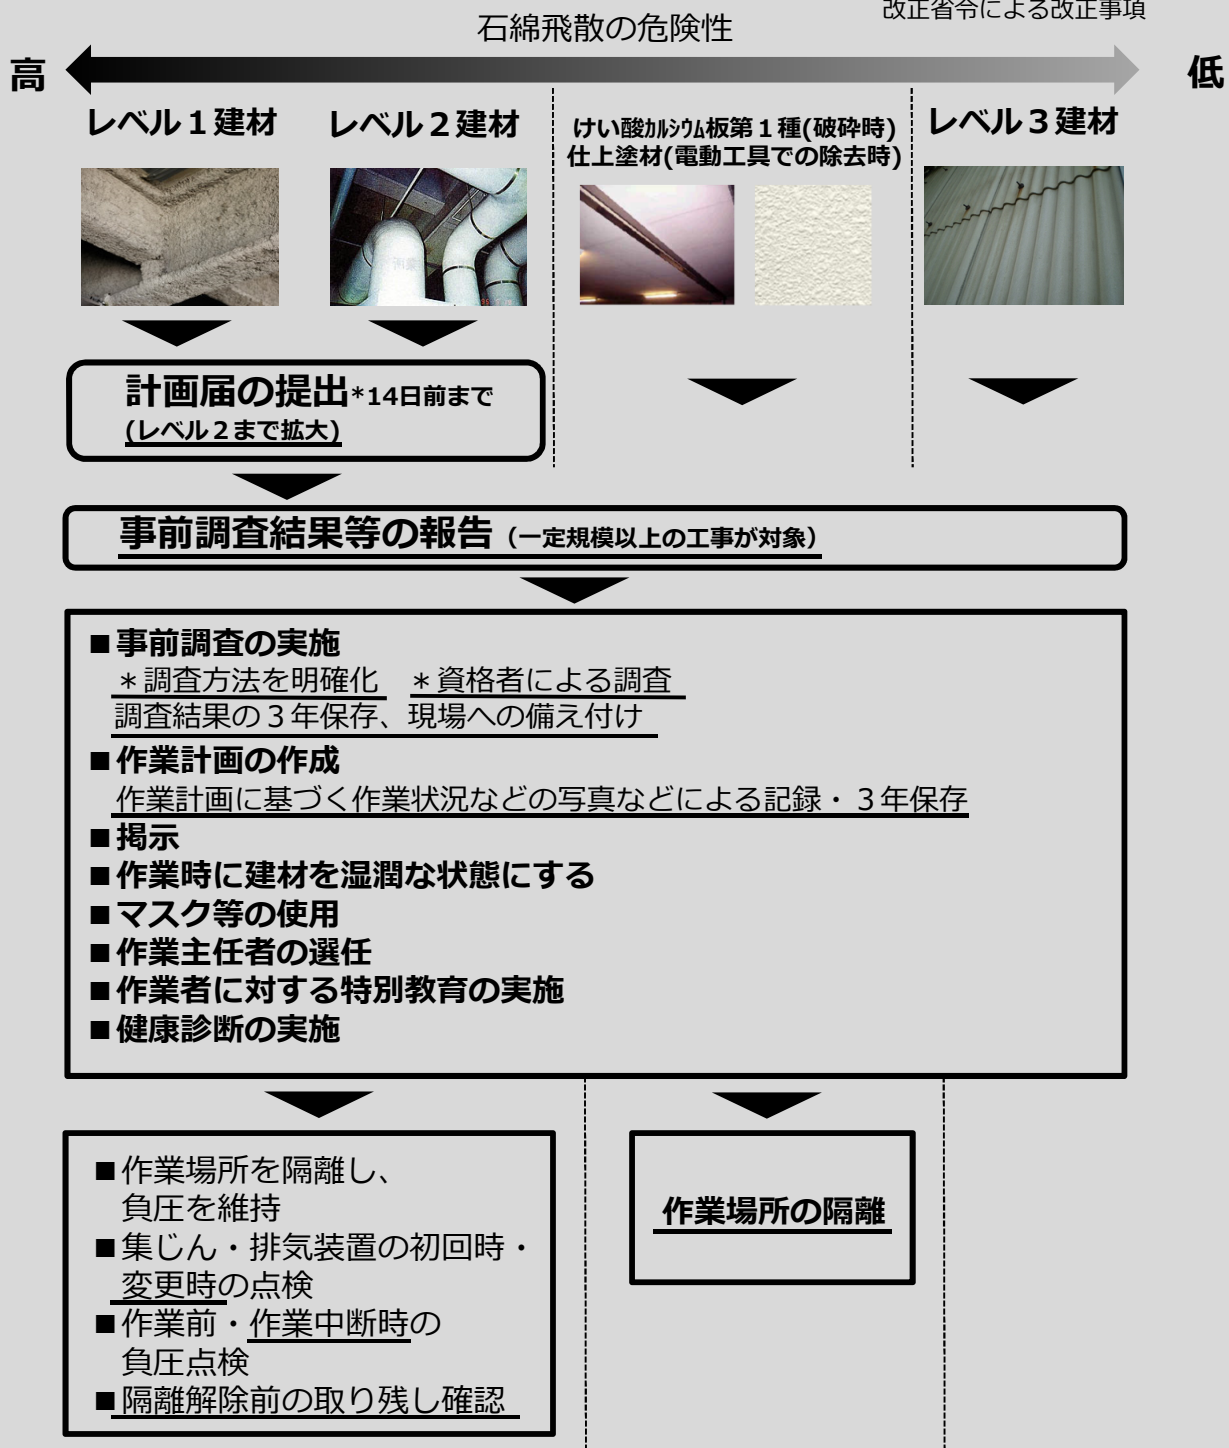 改正省令による改正事項
石綿飛散の危険性
高
低
レベル１建材
レベル２建材
けい酸ｶﾙｼｳﾑ板第１種(破砕時)
仕上塗材(電動工具での除去時)
レベル３建材
計画届の提出*14日前まで
(レベル２まで拡大)
事前調査結果等の報告（一定規模以上の工事が対象）
■事前調査の実施
＊調査方法を明確化　＊資格者による調査
調査結果の３年保存、現場への備え付け
■作業計画の作成
作業計画に基づく作業状況などの写真などによる記録・３年保存
■掲示
■作業時に建材を湿潤な状態にする
■マスク等の使用
■作業主任者の選任
■作業者に対する特別教育の実施
■健康診断の実施
■作業場所を隔離し、
負圧を維持
■集じん・排気装置の初回時・
変更時の点検
■作業前・作業中断時の
負圧点検
■隔離解除前の取り残し確認
作業場所の隔離